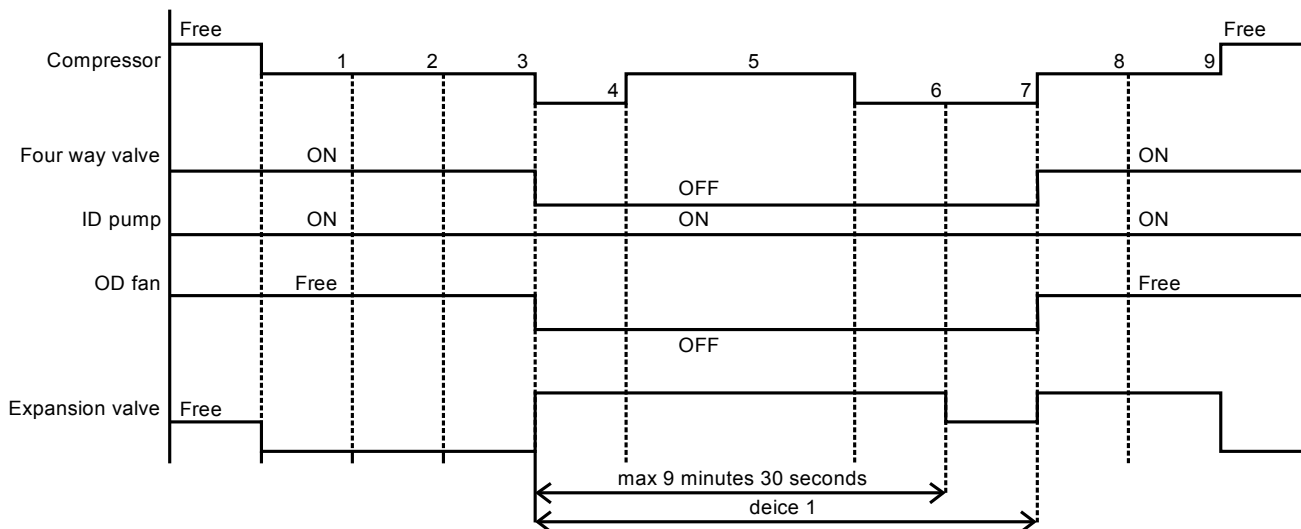 Free Free
Compressor 1 2 3 5 8 9
4 6 7
Four way valve ON ON
OFF
ID pump ON ON ON
OD fan Free Free
OFF
Expansion valve Free
max 9 minutes 30 seconds
deice 1